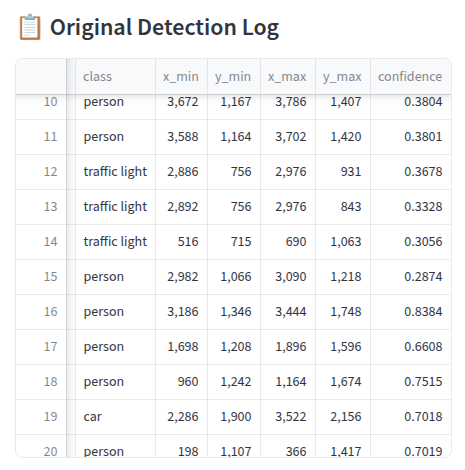 📋 Original Detection Log
class x_min y_min x_max y_max confidence
10 person 3,672 1,167 3,786 1,407 0.3804
11 person 3,588 1,164 3,702 1,420 0.3801
12 traffic light 2,886 756 2,976 931 0.3678
13 traffic light 2,892 756 2,976 843 0.3328
14 traffic light 516 715 690 1,063 0.3056
15 person 2,982 1,066 3,090 1,218 0.2874
16 person 3,186 1,346 3,444 1,748 0.8384
17 person 1,698 1,208 1,896 1,596 0.6608
18 person 960 1,242 1,164 1,674 0.7515
19 car 2,286 1,900 3,522 2,156 0.7018
20 person 198 1,107 366 1,417 0.7019